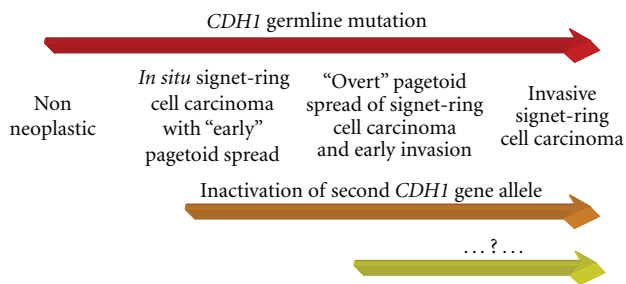 CDH1 germline mutation
Non
neoplastic
In situ signet-ring
cell carcinoma
with “early”
pagetoid spread
“Overt” pagetoid
spread of signet-ring
cell carcinoma
and early invasion
Invasive
signet-ring
cell carcinoma
Inactivation of second CDH1 gene allele
. . . ? . . .